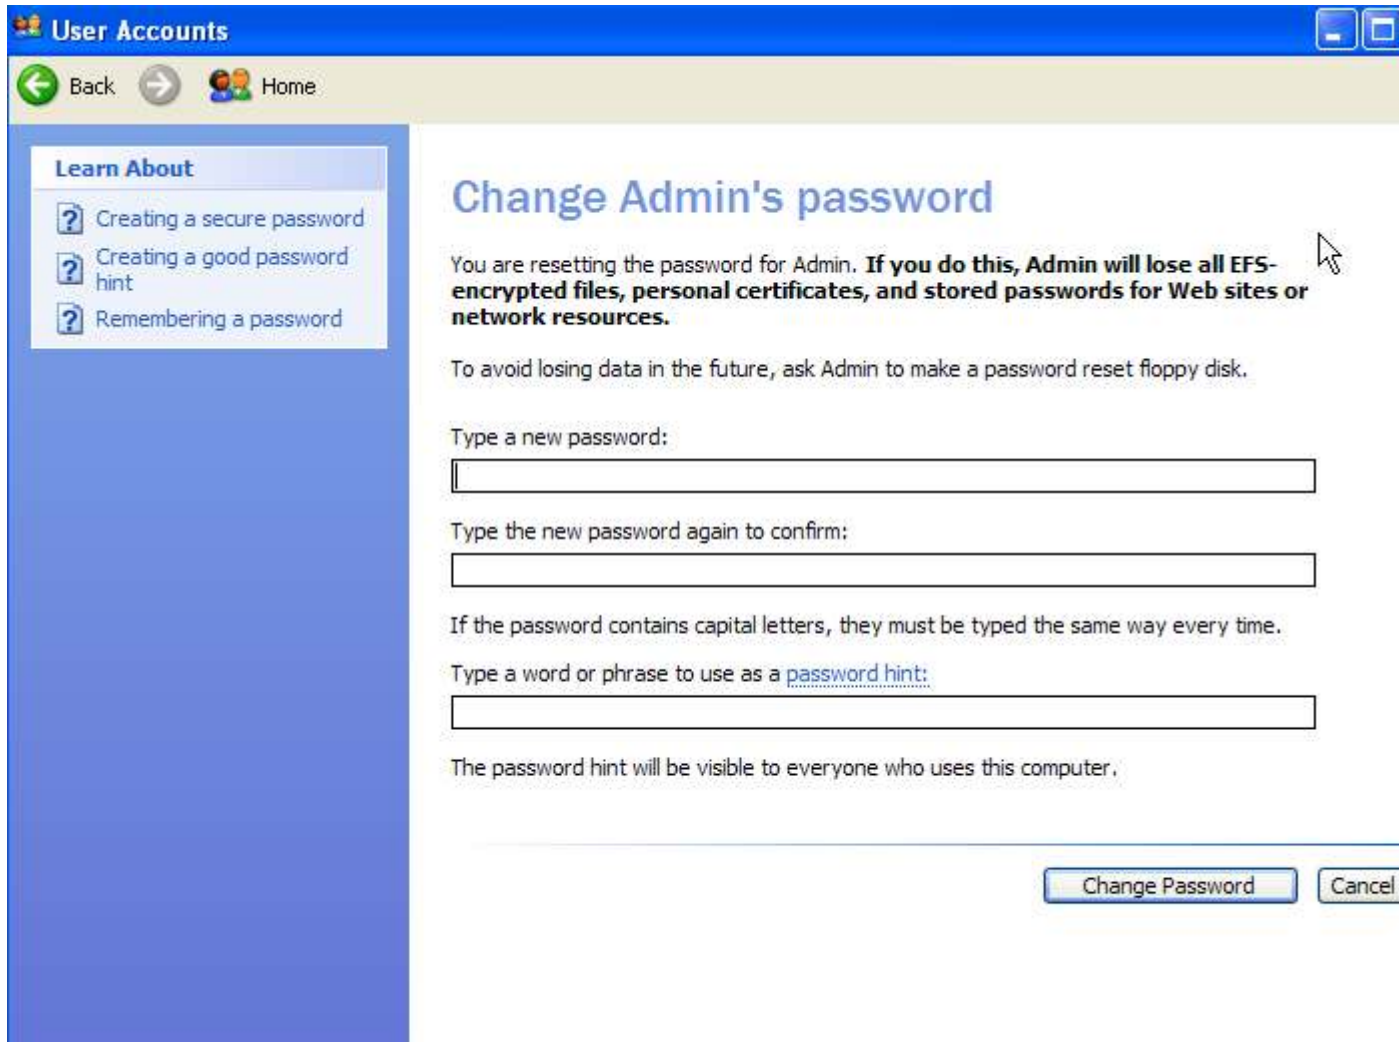 User Accounts
Back
Home
Learn About
Creating a secure password
Creating a good password
hint
Remembering a password
Change Admin's password
You are resetting the password for Admin. If you do this, Admin will lose all EFS-
encrypted files, personal certificates, and stored passwords for Web sites or
network resources.
To avoid losing data in the future, ask Admin to make a password reset floppy disk.
Type a new password:
Type the new password again to confirm:
If the password contains capital letters, they must be typed the same way every time.
Type a word or phrase to use as a password hint:
The password hint will be visible to everyone who uses this computer.
Change Password
Cancel